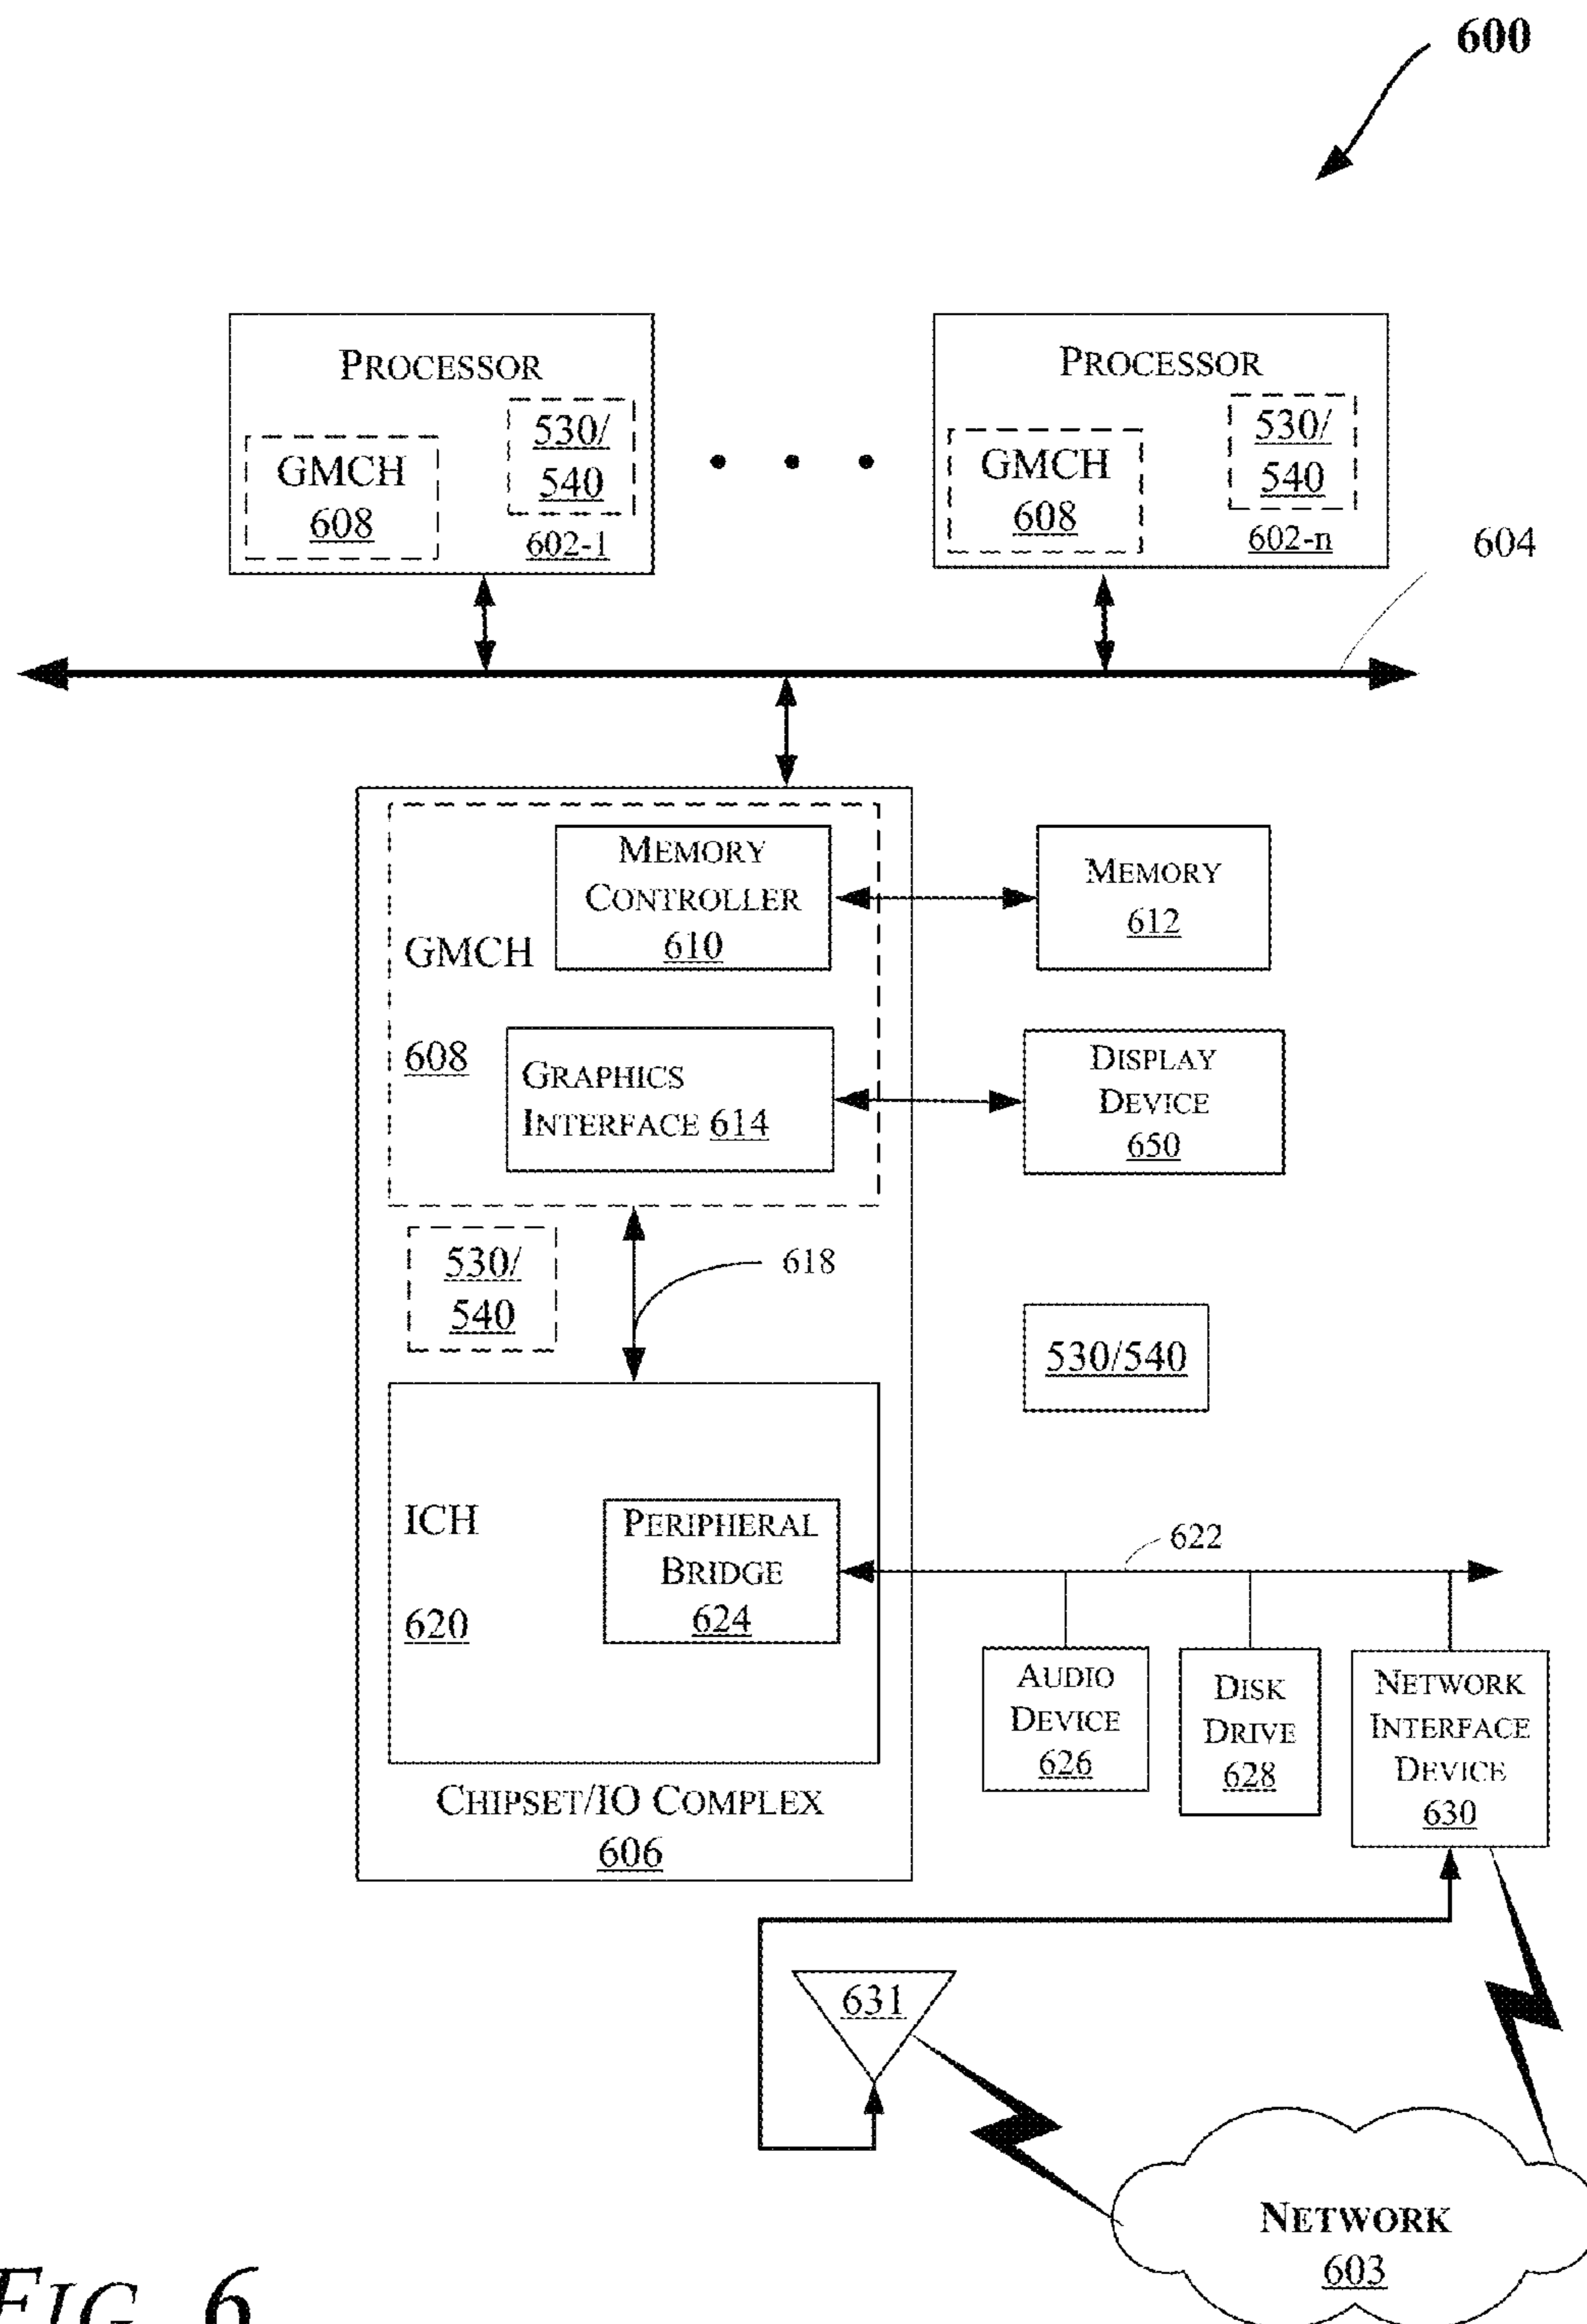 600
PROCESSOR
530/
540
GMCH
608
602-1
PROCESSOR
530/
540
GMCH
608
602-n
604
MEMORY
CONTROLLER
610
GMCH
608
GRAPHICS
INTERFACE 614
MEMORY
612
DISPLAY
DEVICE
650
530/
540
618
530/540
ICH
620
PERIPHERAL
BRIDGE
624
622
AUDIO
DEVICE
626
DISK
DRIVE
628
NETWORK
INTERFACE
DEVICE
630
CHIPSET/IO COMPLEX
606
631
NETWORK
603
FIG. 6